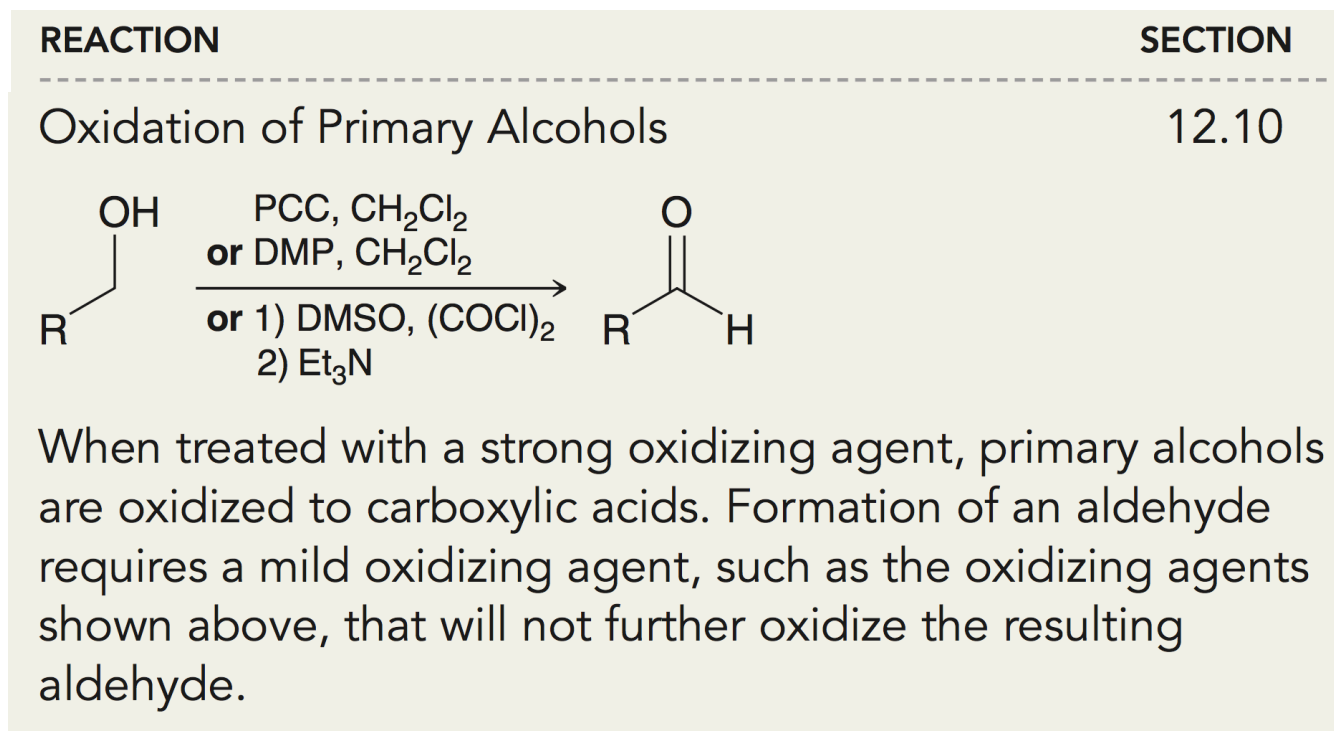 REACTION SECTION
Oxidation of Primary Alcohols 12.10
OH PCC, CH₂Cl₂ O
or DMP, CH₂Cl₂
R or 1) DMSO, (COCl)₂ R H
2) Et₃N
When treated with a strong oxidizing agent, primary alcohols
are oxidized to carboxylic acids. Formation of an aldehyde
requires a mild oxidizing agent, such as the oxidizing agents
shown above, that will not further oxidize the resulting
aldehyde.